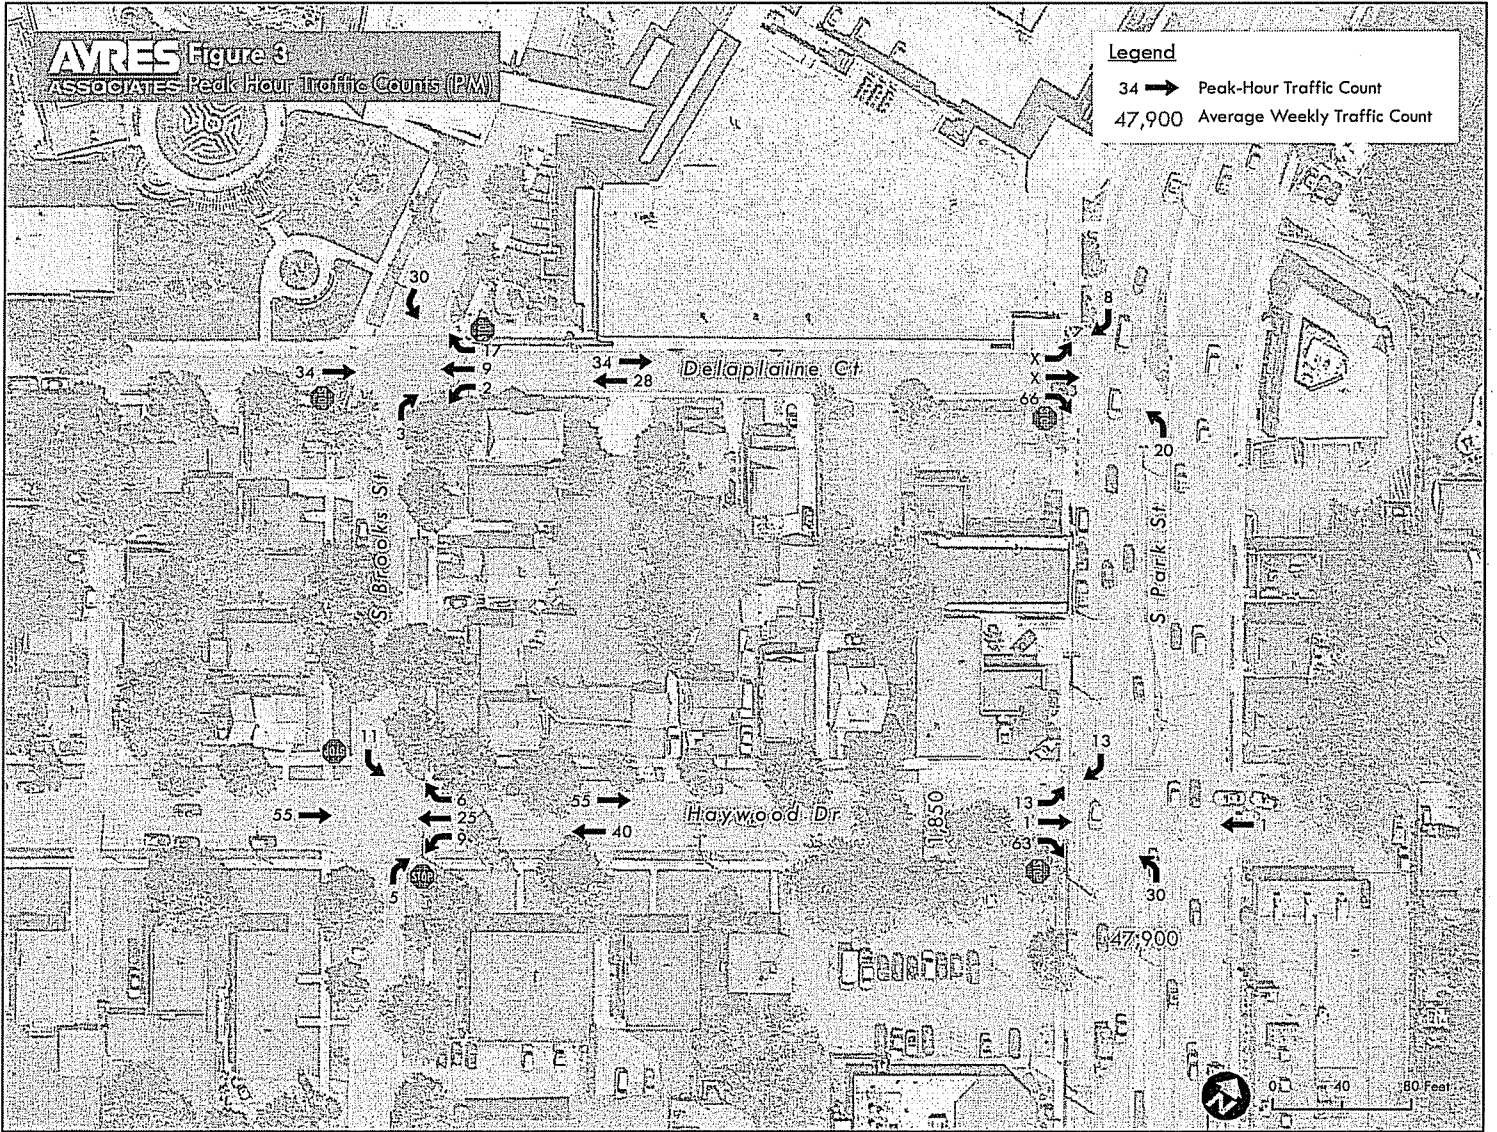 AYRES
ASSOCIATES
Figure 3
Peak Hour Traffic Counts (PM)
Legend
34 Peak-Hour Traffic Count
47,900 Average Weekly Traffic Count
30
8
17
34
9
34
28
Delaplaine Ct
X
X
2
66
3
20
S Brooks St
S Park St
11
13
6
55
25
55
40
Haywood Dr
9
5
1,850
13
1
63
1
30
STOP
47,900
0 40 80 Feet